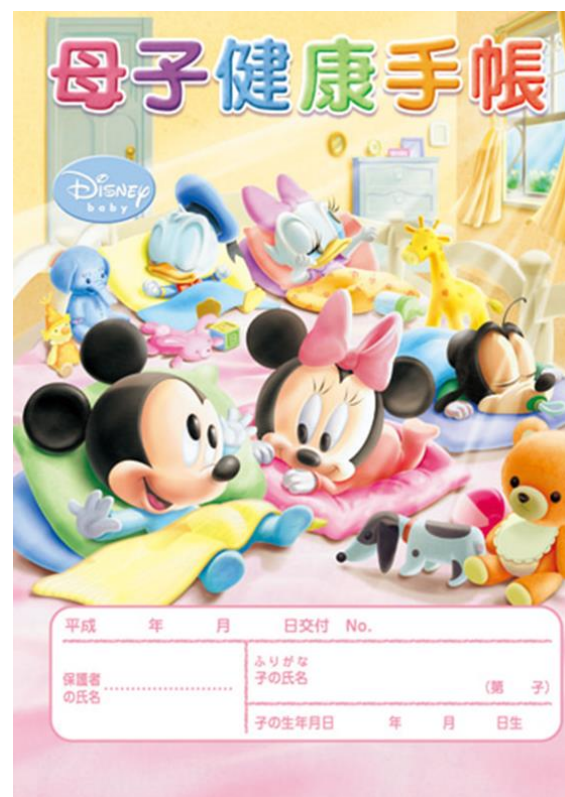 母子健康手帳
Disney
baby
平成 年 月 日交付 No.
ふりがな
保護者 子の氏名
の氏名 (第 子)
子の生年月日 年 月 日生